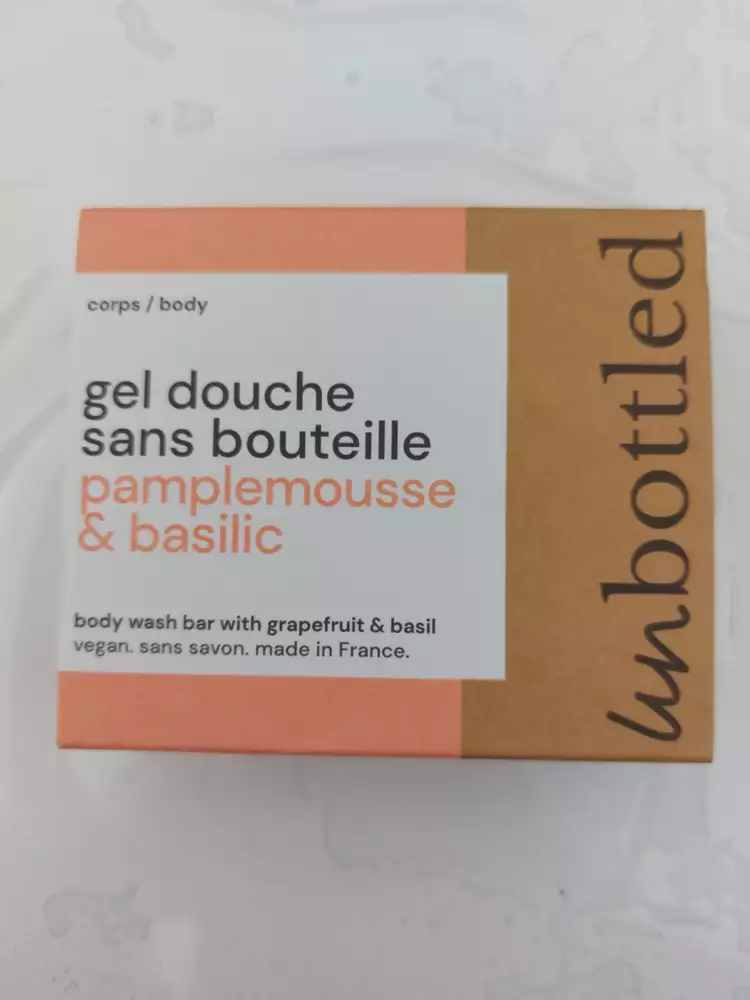 corps / body
gel douche
sans bouteille
pamplemousse
& basilic
body wash bar with grapefruit & basil
vegan. sans savon. made in France.
unbottled